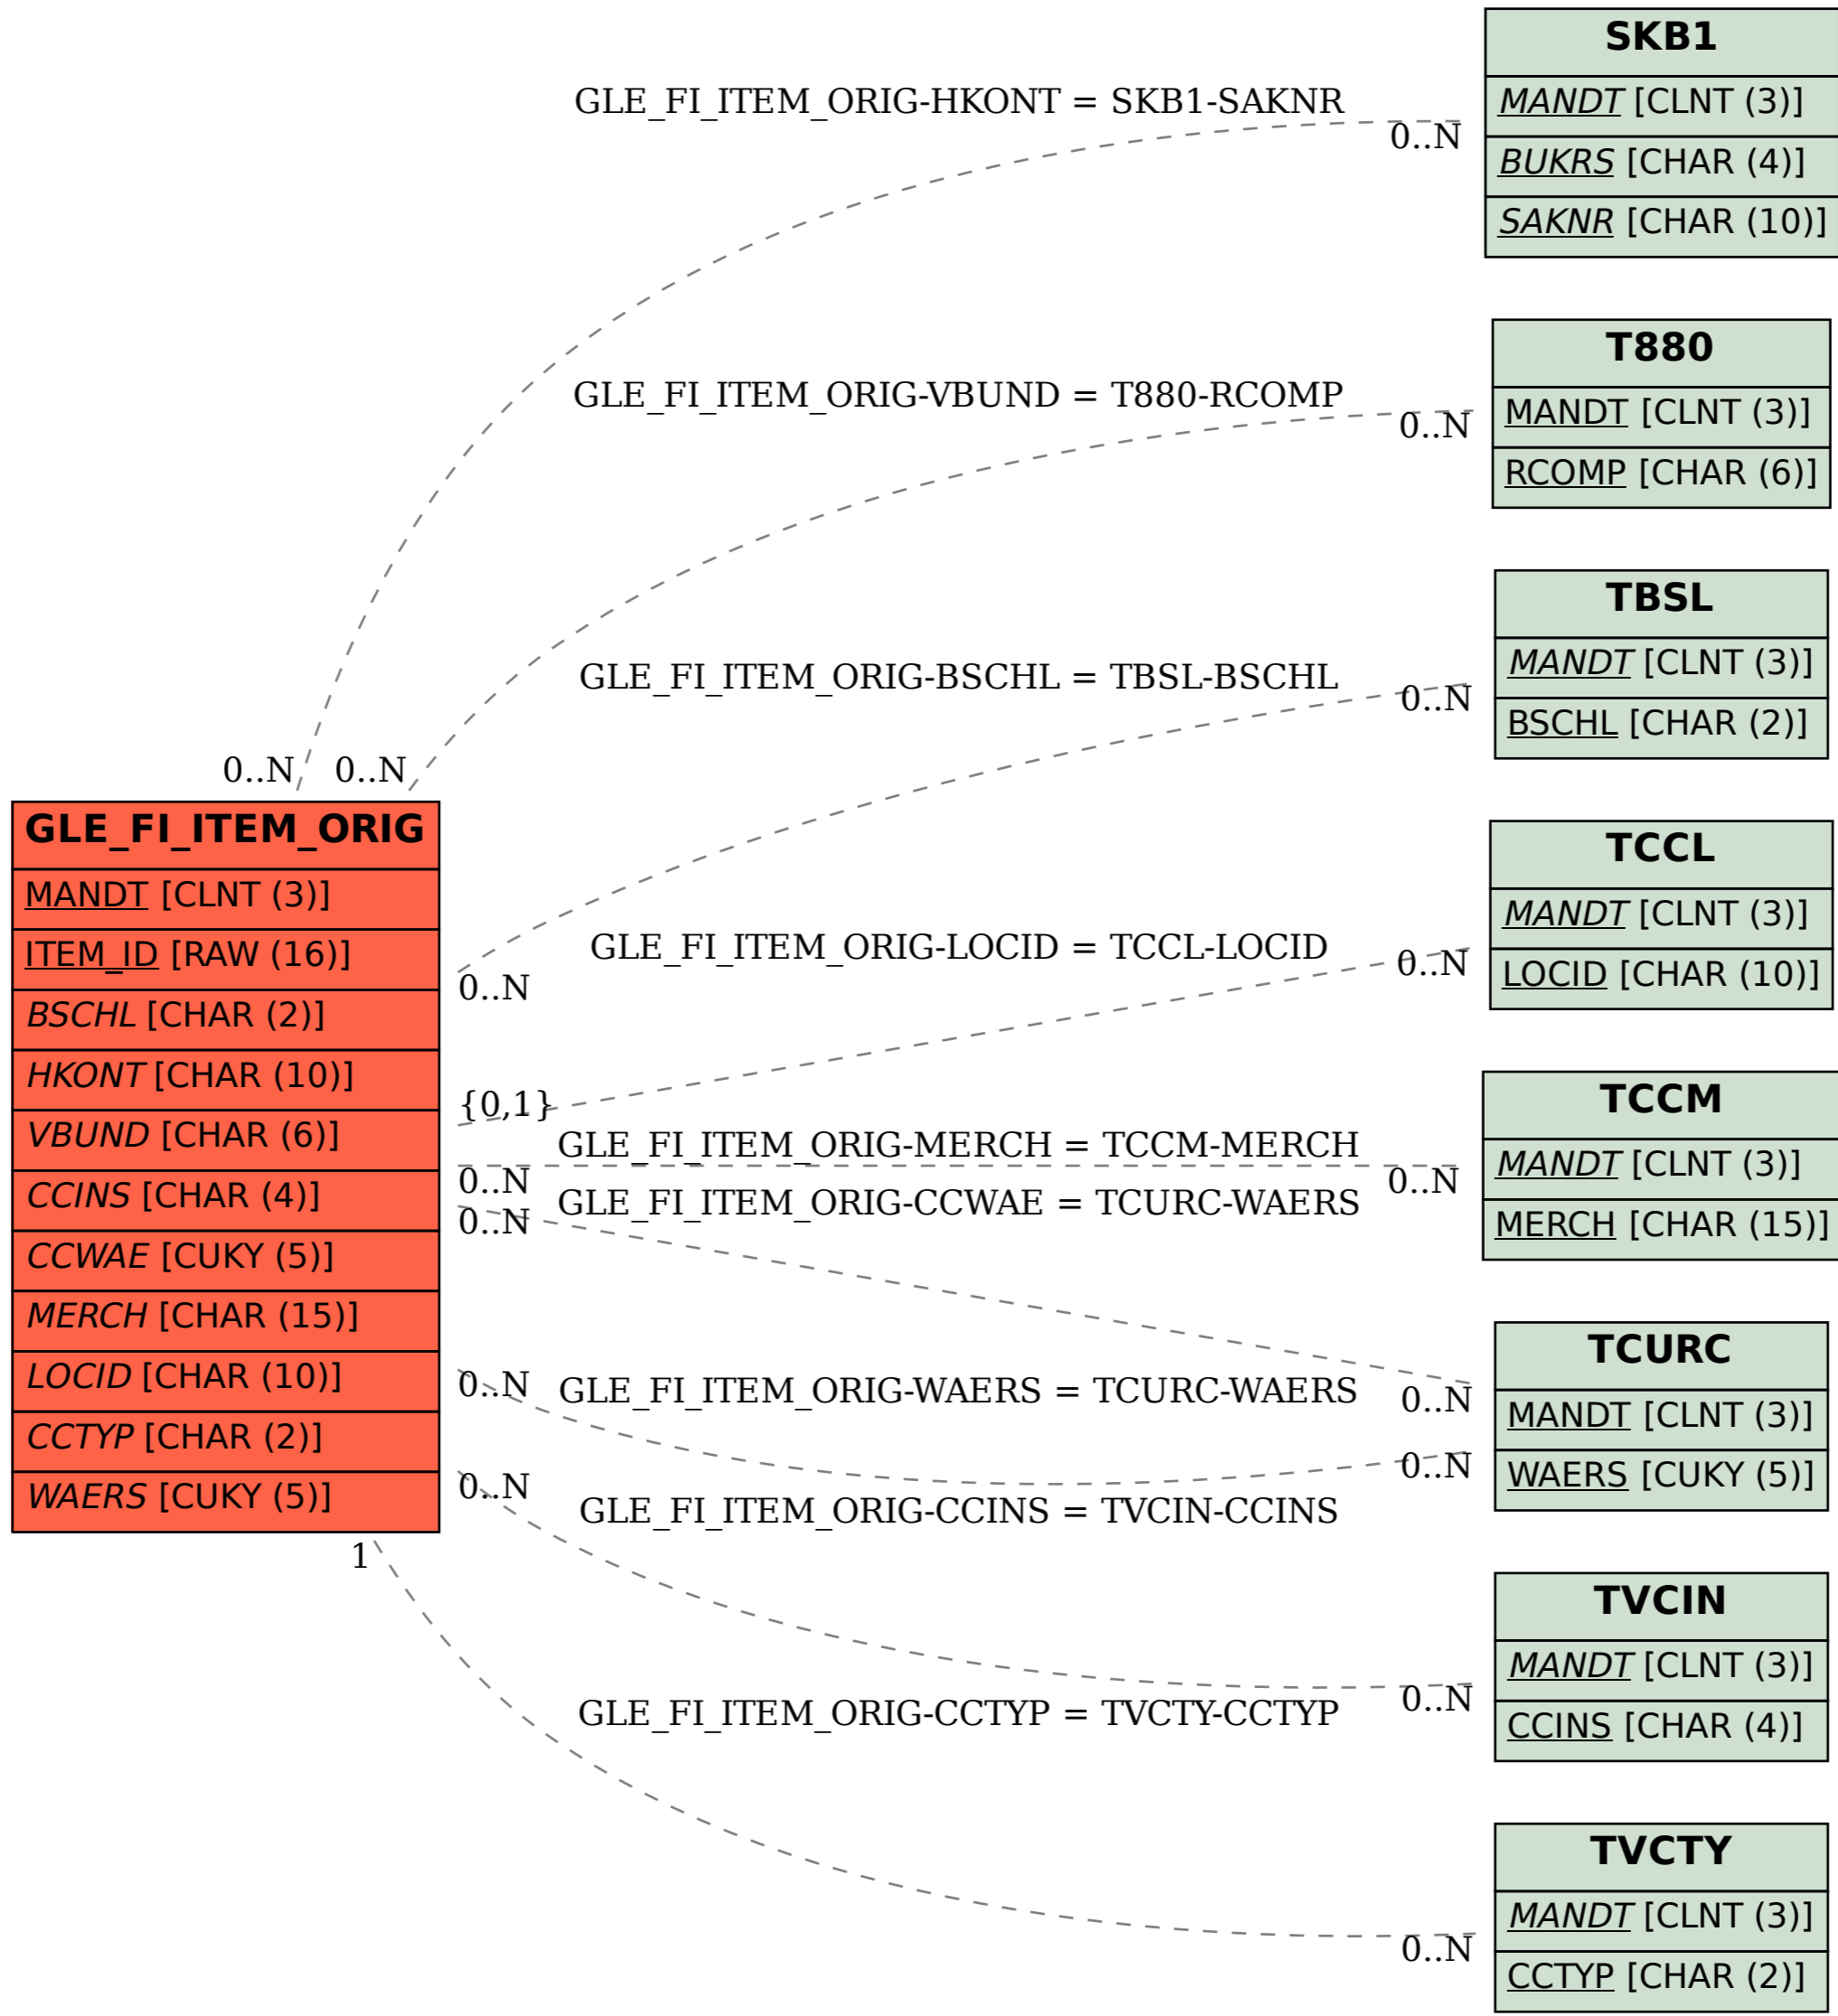 SKB1
MANDT [CLNT (3)]
BUKRS [CHAR (4)]
SAKNR [CHAR (10)]
GLE_FI_ITEM_ORIG-HKONT = SKB1-SAKNR
0..N
T880
MANDT [CLNT (3)]
RCOMP [CHAR (6)]
GLE_FI_ITEM_ORIG-VBUND = T880-RCOMP
0..N
TBSL
MANDT [CLNT (3)]
BSCHL [CHAR (2)]
GLE_FI_ITEM_ORIG-BSCHL = TBSL-BSCHL
0..N
0..N
0..N
GLE_FI_ITEM_ORIG
MANDT [CLNT (3)]
ITEM_ID [RAW (16)]
BSCHL [CHAR (2)]
HKONT [CHAR (10)]
VBUND [CHAR (6)]
CCINS [CHAR (4)]
CCWAE [CUKY (5)]
MERCH [CHAR (15)]
LOCID [CHAR (10)]
CCTYP [CHAR (2)]
WAERS [CUKY (5)]
TCCL
MANDT [CLNT (3)]
LOCID [CHAR (10)]
GLE_FI_ITEM_ORIG-LOCID = TCCL-LOCID
0..N
0..N
{0,1}
TCCM
MANDT [CLNT (3)]
MERCH [CHAR (15)]
GLE_FI_ITEM_ORIG-MERCH = TCCM-MERCH
0..N
0..N
GLE_FI_ITEM_ORIG-CCWAE = TCURC-WAERS
0..N
TCURC
MANDT [CLNT (3)]
WAERS [CUKY (5)]
0..N
GLE_FI_ITEM_ORIG-WAERS = TCURC-WAERS
0..N
0..N
0..N
GLE_FI_ITEM_ORIG-CCINS = TVCIN-CCINS
1
TVCIN
MANDT [CLNT (3)]
CCINS [CHAR (4)]
0..N
GLE_FI_ITEM_ORIG-CCTYP = TVCTY-CCTYP
TVCTY
MANDT [CLNT (3)]
CCTYP [CHAR (2)]
0..N